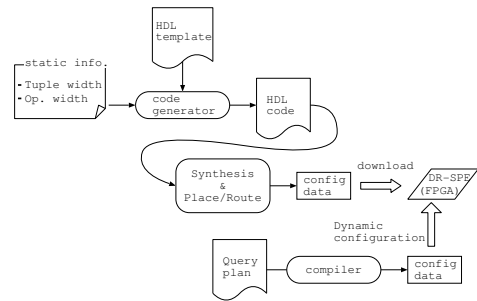 HDL
template
static info.
- Tuple width
- Op. width
code
generator
HDL
code
Synthesis
&
Place/Route
config
data
download
DR-SPE
(FPGA)
Dynamic
configuration
Query
plan
compiler
config
data